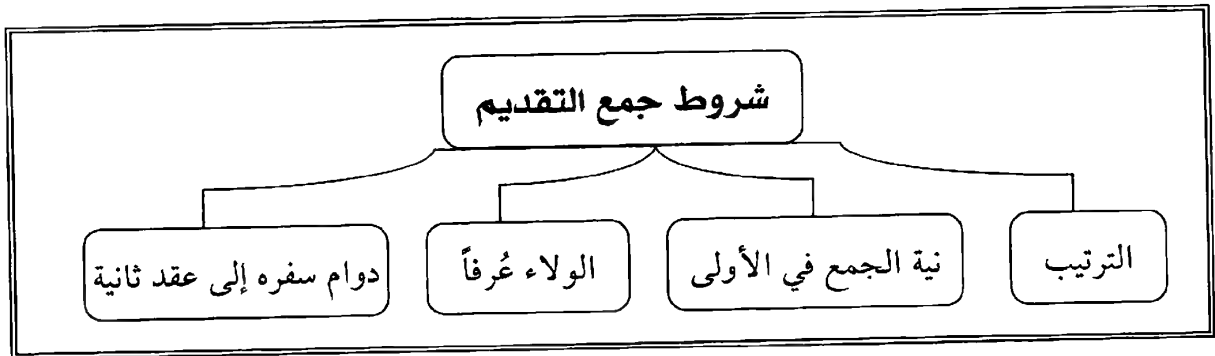 شروط جمع التقديم
الترتيب
نية الجمع في الأولى
الولاء عُرفاً
دوام سفره إلى عقد ثانية